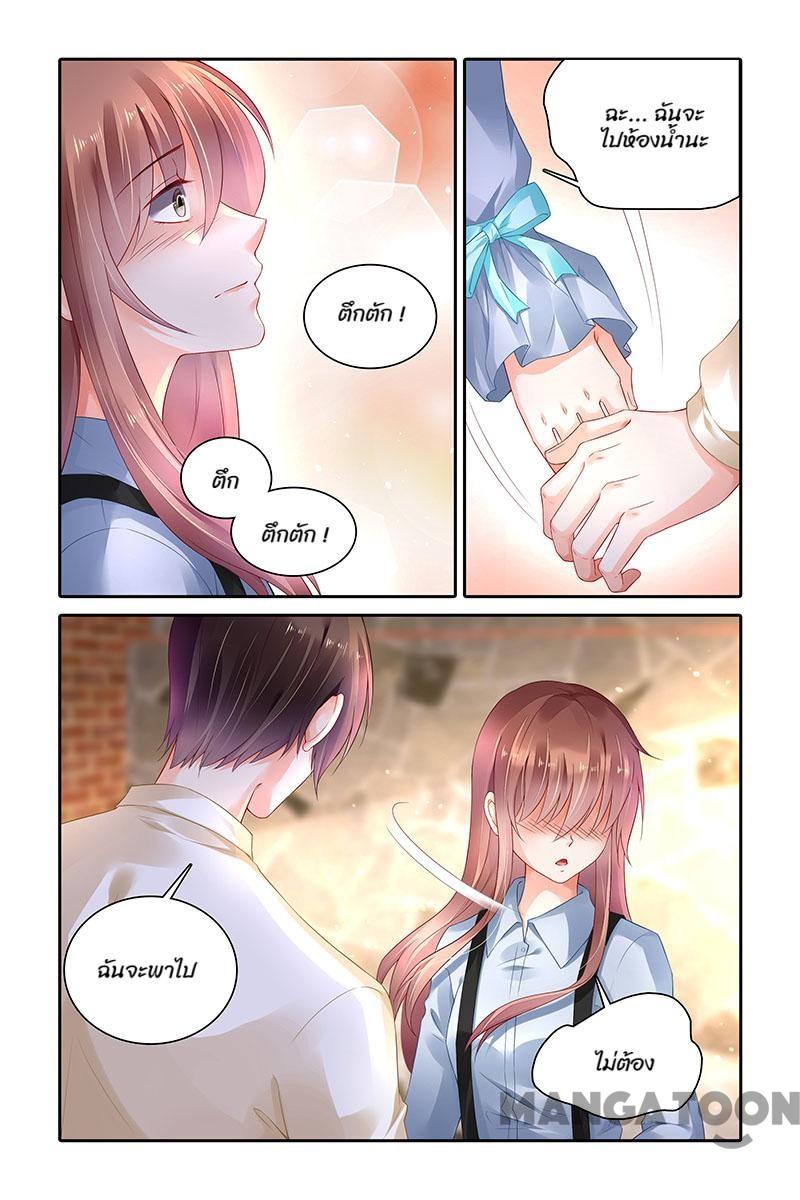 ตึกตัก !
ตึก
ตึกตัก !
ฉะ... ฉันจะ
ไปห้องน้ำนะ
ฉันจะพาไป
ไม่ต้อง
MANGATOON